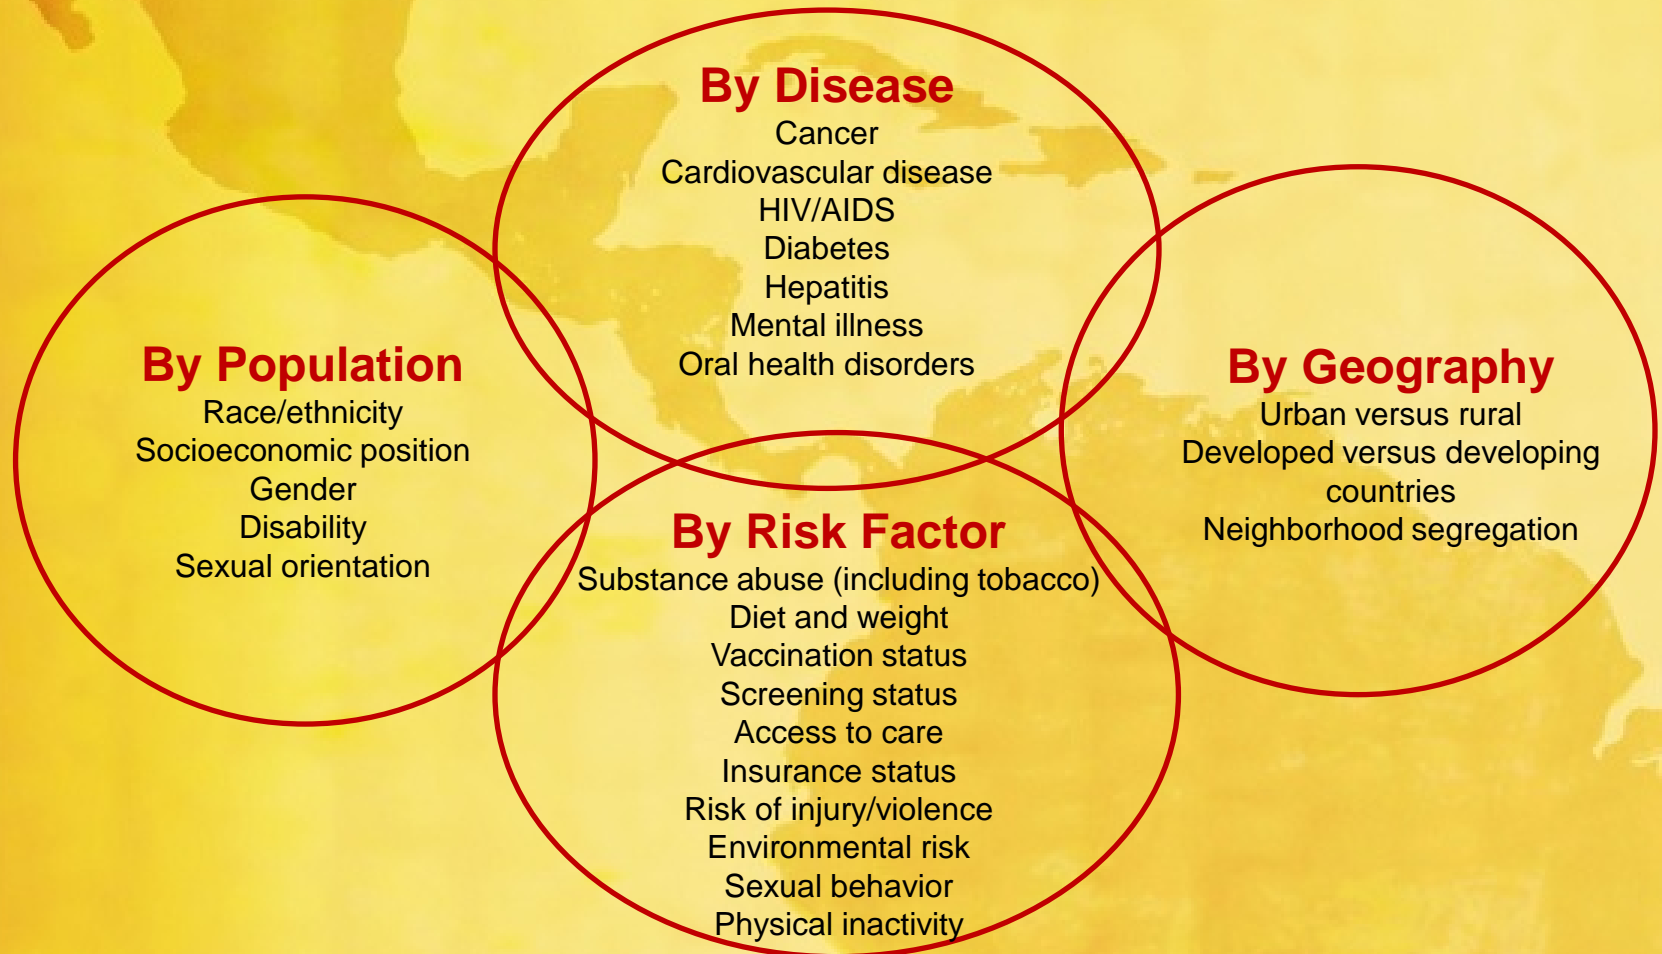 By Disease
Cancer
Cardiovascular disease
HIV/AIDS
Diabetes
Hepatitis
Mental illness
Oral health disorders
By Population
Race/ethnicity
Socioeconomic position
Gender
Disability
Sexual orientation
By Geography
Urban versus rural
Developed versus developing
countries
Neighborhood segregation
By Risk Factor
Substance abuse (including tobacco)
Diet and weight
Vaccination status
Screening status
Access to care
Insurance status
Risk of injury/violence
Environmental risk
Sexual behavior
Physical inactivity